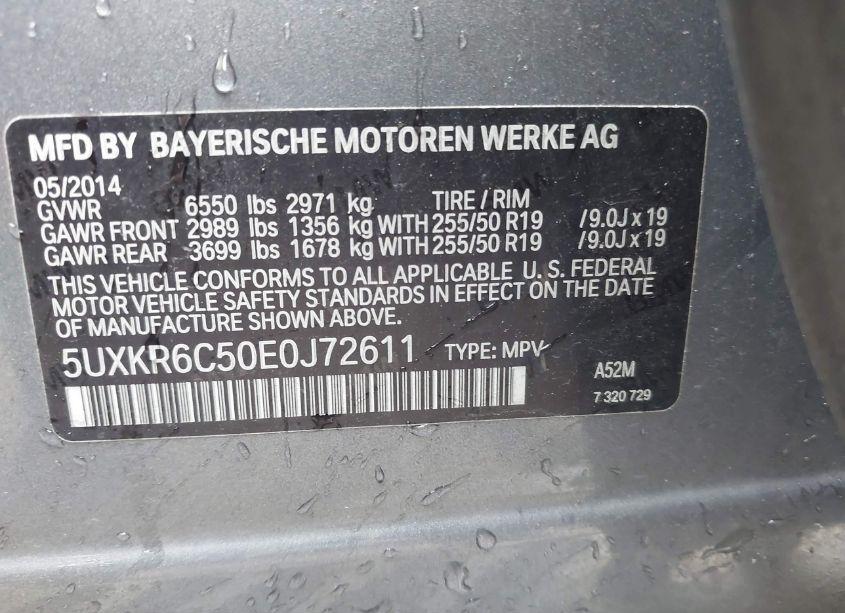 MFD BY BAYERISCHE MOTOREN WERKE AG
05/2014 TIRE / RIM
GVWR 6550 lbs 2971 kg
GAWR FRONT 2989 lbs 1356 kg WITH 255/50 R19 /9.0J x 19
GAWR REAR 3699 lbs 1678 kg WITH 255/50 R19 /9.0J x 19
THIS VEHICLE CONFORMS TO ALL APPLICABLE U. S. FEDERAL
MOTOR VEHICLE SAFETY STANDARDS IN EFFECT ON THE DATE
OF MANUFACTURE SHOWN ABOVE.
5UXKR6C50E0J72611 TYPE: MPV
A52M
7 320 729